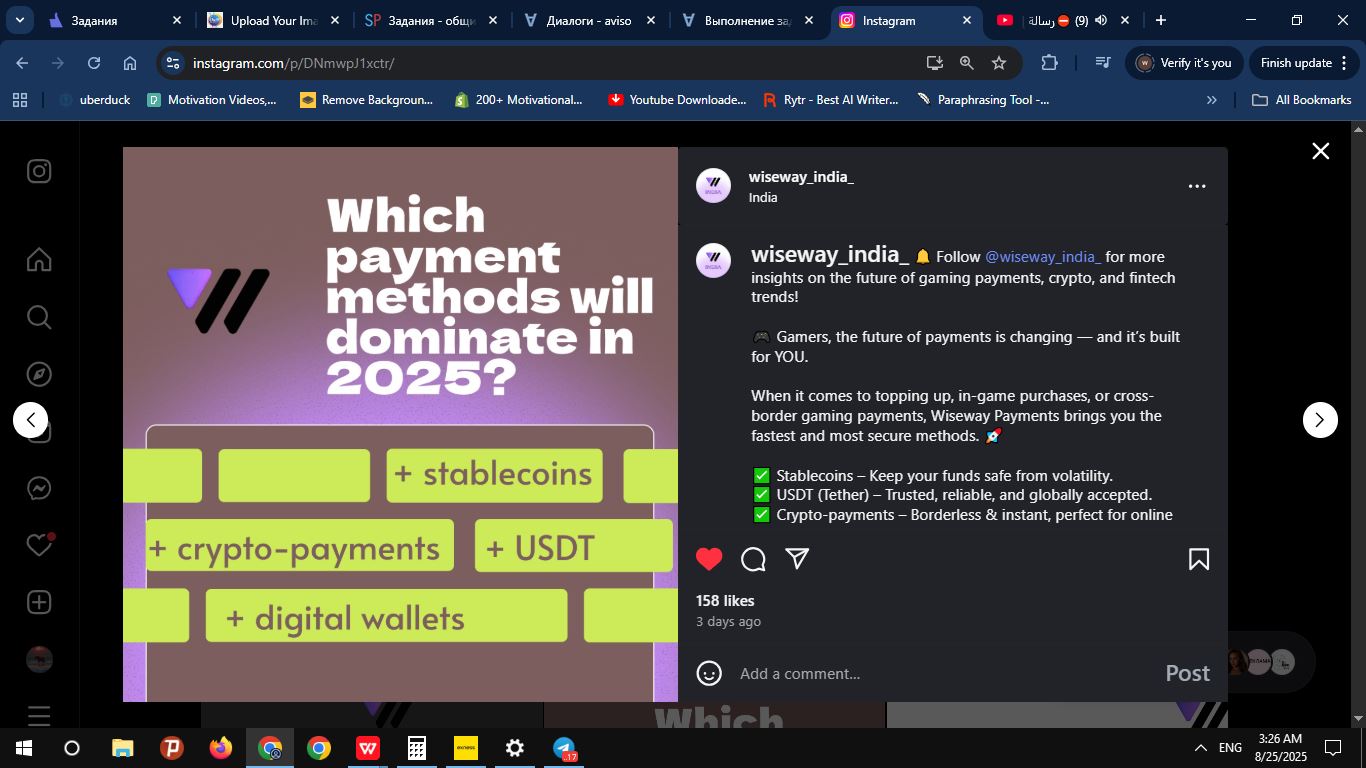 Задания
Upload Your Ima
Задания - общи
Диалоги - aviso
Выполнение зад
Instagram
(9) رسالة
instagram.com/p/DNmwpJ1xctr/
Verify it's you
Finish update
uberduck
Motivation Videos,...
Remove Backgroun...
200+ Motivational...
Youtube Downloade...
Rytr - Best AI Writer...
Paraphrasing Tool -...
All Bookmarks
Which
payment
methods will
dominate in
2025?
+ stablecoins
+ crypto-payments
+ USDT
+ digital wallets
wiseway_india_
India
wiseway_india_ 🔔 Follow @wiseway_india_ for more
insights on the future of gaming payments, crypto, and fintech
trends!
🎮 Gamers, the future of payments is changing — and it's built
for YOU.
When it comes to topping up, in-game purchases, or cross-
border gaming payments, Wiseway Payments brings you the
fastest and most secure methods. 🚀
✅ Stablecoins – Keep your funds safe from volatility.
✅ USDT (Tether) – Trusted, reliable, and globally accepted.
✅ Crypto-payments – Borderless & instant, perfect for online
158 likes
3 days ago
Add a comment...
Post
Which
exness
17
ENG
3:26 AM
8/25/2025